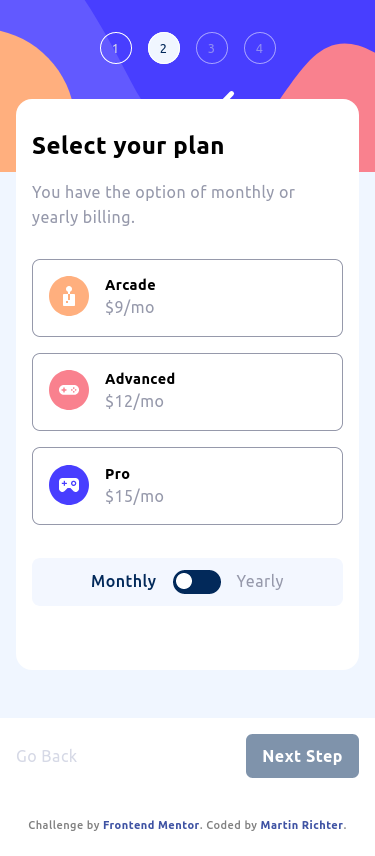 1 2 3 4
Select your plan
You have the option of monthly or
yearly billing.
Arcade
$9/mo
Advanced
$12/mo
Pro
$15/mo
Monthly Yearly
Go Back Next Step
Challenge by Frontend Mentor. Coded by Martin Richter.